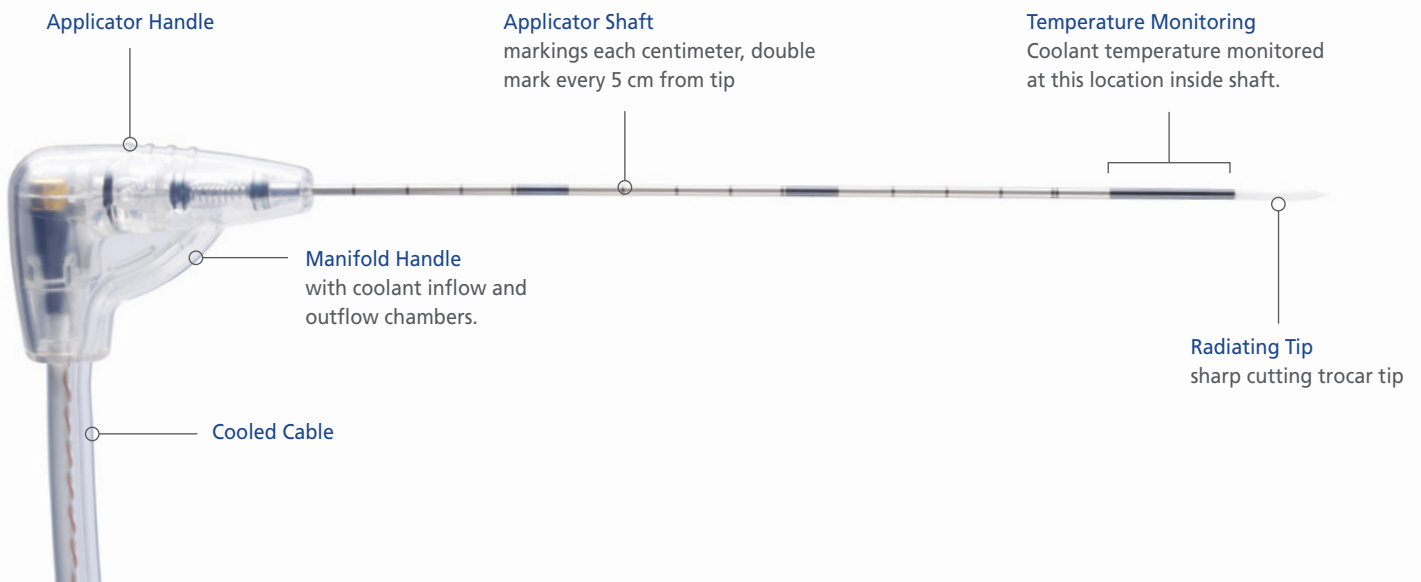 Applicator Handle
Applicator Shaft
markings each centimeter, double
mark every 5 cm from tip
Temperature Monitoring
Coolant temperature monitored
at this location inside shaft.
Manifold Handle
with coolant inflow and
outflow chambers.
Radiating Tip
sharp cutting trocar tip
Cooled Cable